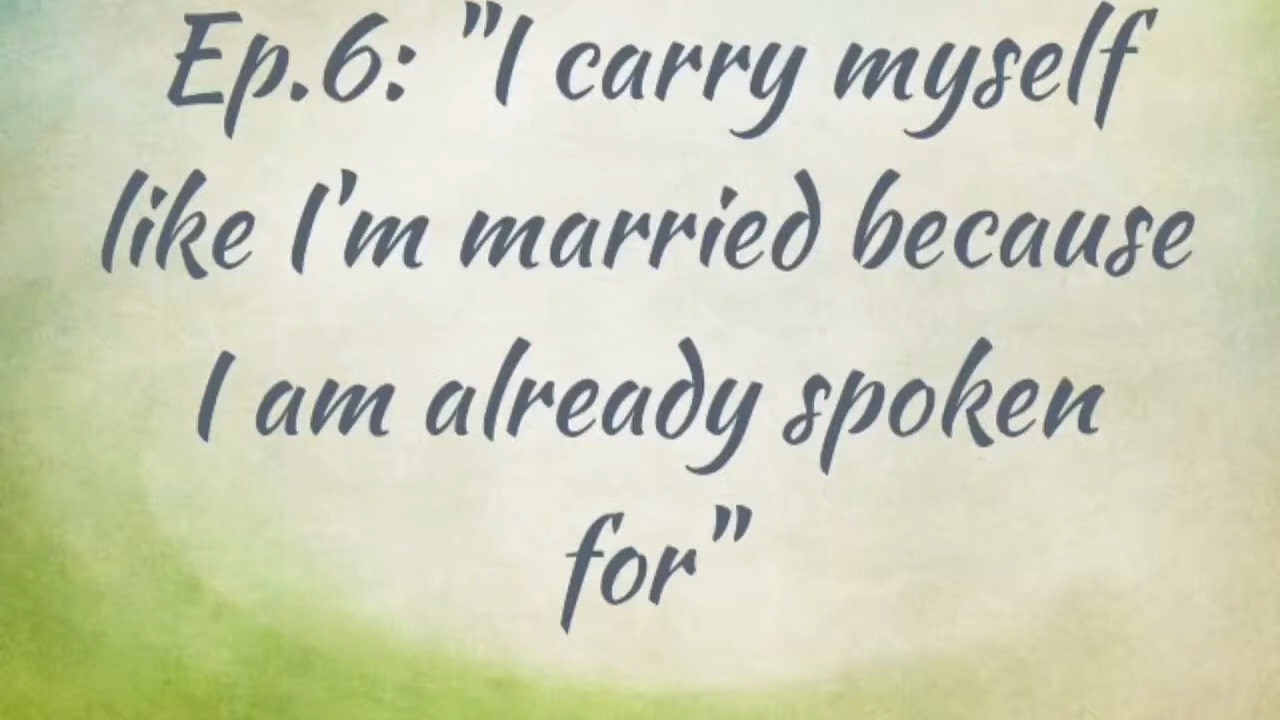 Ep.6: "I carry myself
like I'm married because
I am already spoken
for"